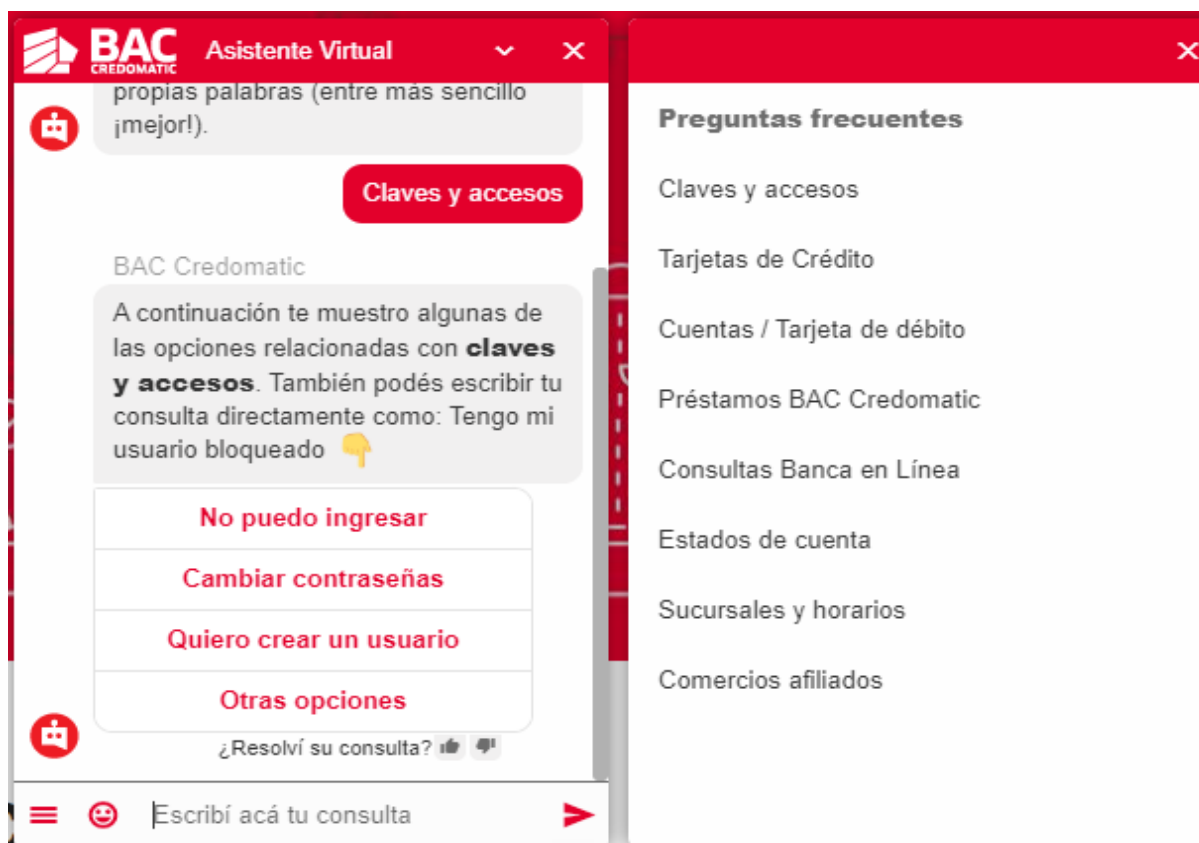 BAC
CREDOMATIC
Asistente Virtual
propias palabras (entre más sencillo
¡mejor!).
Claves y accesos
BAC Credomatic
A continuación te muestro algunas de
las opciones relacionadas con claves
y accesos. También podés escribir tu
consulta directamente como: Tengo mi
usuario bloqueado 👇
No puedo ingresar
Cambiar contraseñas
Quiero crear un usuario
Otras opciones
¿Resolví su consulta?
Escribí acá tu consulta
Preguntas frecuentes
Claves y accesos
Tarjetas de Crédito
Cuentas / Tarjeta de débito
Préstamos BAC Credomatic
Consultas Banca en Línea
Estados de cuenta
Sucursales y horarios
Comercios afiliados